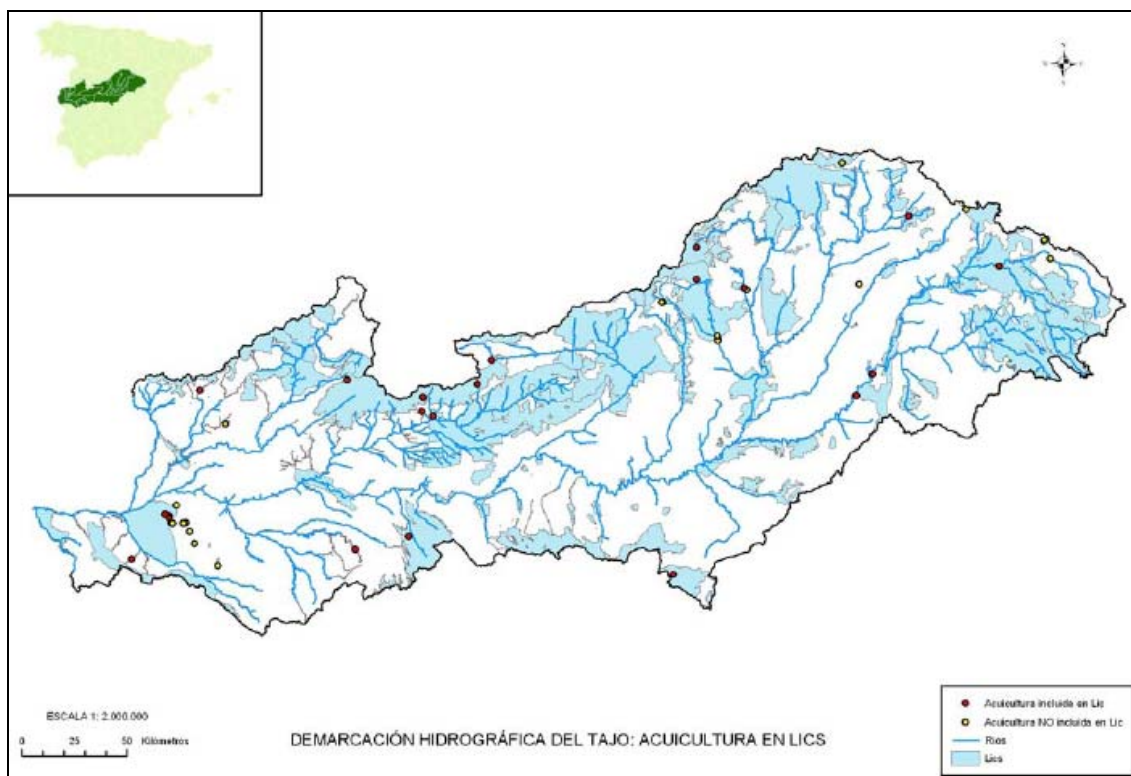 ESCALA 1: 2.000.000
0 25 50 Kilómetros
DEMARCACIÓN HIDROGRÁFICA DEL TAJO: ACUICULTURA EN LICS
Acuicultura incluida en Lic
Acuicultura NO incluida en Lic
Rios
Lics